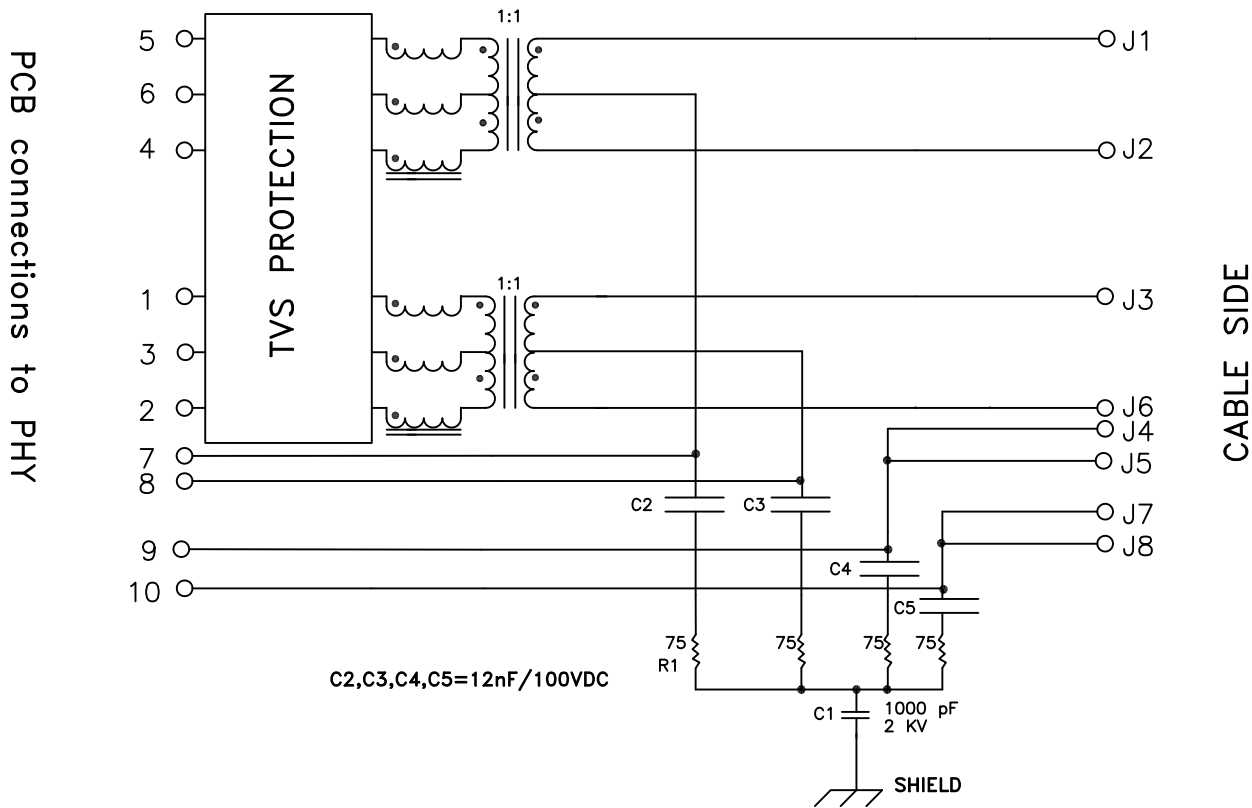 PCB connections to PHY
5
6
4
1
3
2
7
8
9
10
TVS PROTECTION
1:1
1:1
J1
J2
J3
J6
J4
J5
J7
J8
CABLE SIDE
C2
C3
C4
C5
75
R1
75
75
75
C2,C3,C4,C5=12nF/100VDC
C1
1000 pF
2 KV
SHIELD